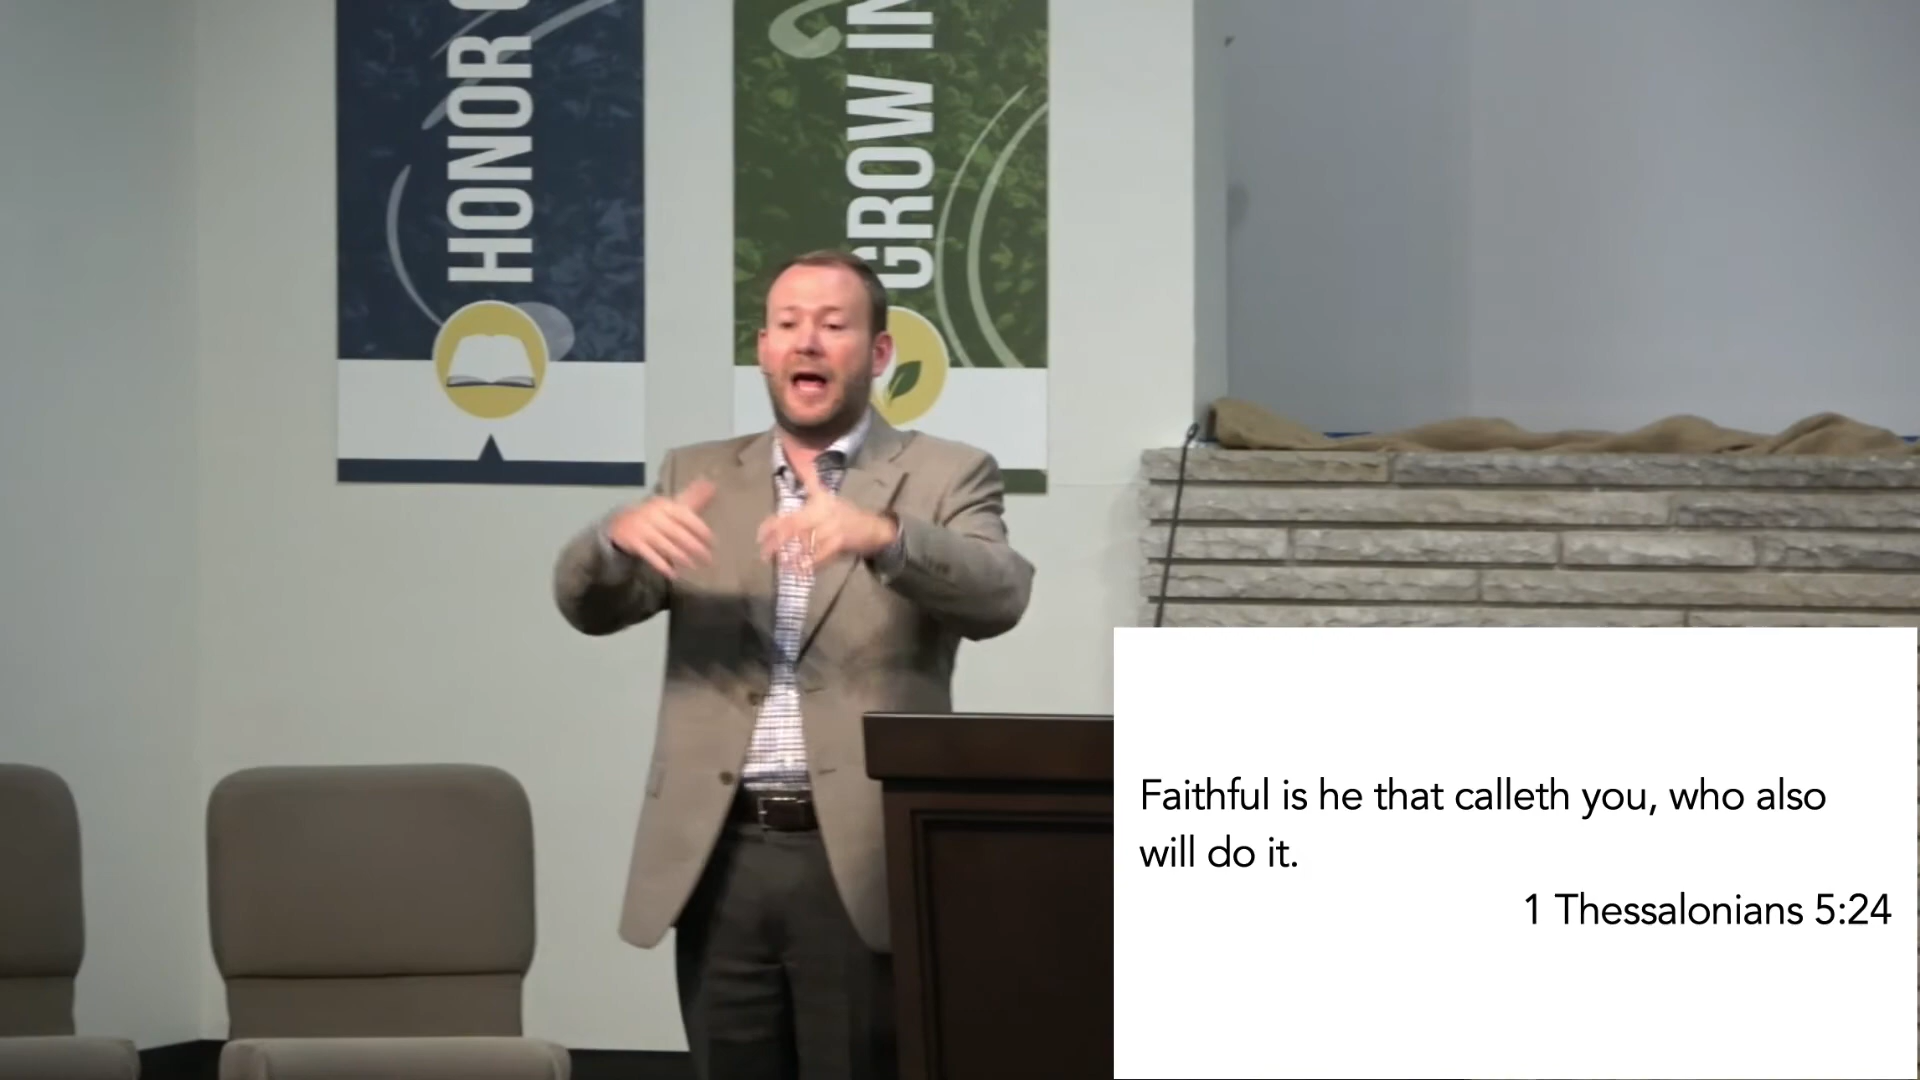 HONOR
GROW IN
Faithful is he that calleth you, who also
will do it.
1 Thessalonians 5:24